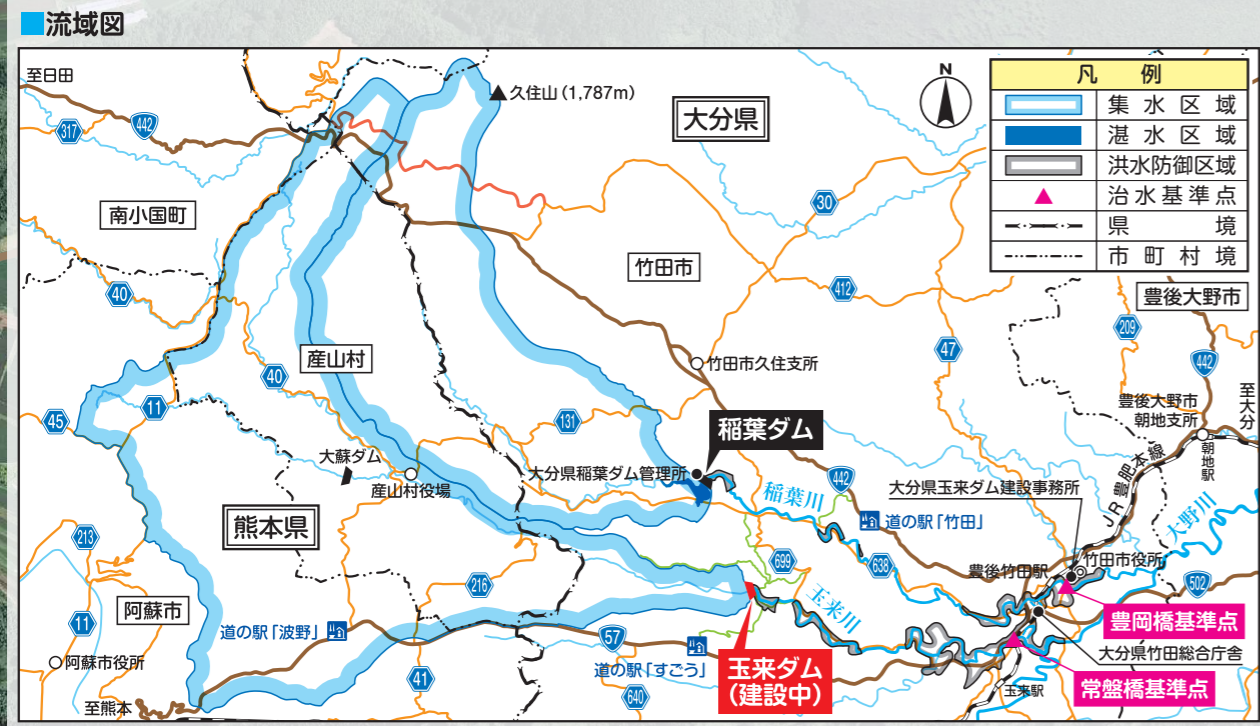 ■流域図
至日田
317
442
久住山（1,787m）
大分県
N
凡 例
集水区域
湛水区域
洪水防御区域
治水基準点
県境
市町村境
南小国町
30
竹田市
40
412
豊後大野市
209
産山村
40
竹田市久住支所
47
442
45
11
131
豊後大野市
朝地支所
至大分
稲葉ダム
朝地駅
大蘇ダム
産山村役場
大分県稲葉ダム管理所
442
大分県玉来ダム建設事務所
JR豊肥本線
稲葉川
道の駅「竹田」
大野川
熊本県
213
699
638
豊後竹田駅
竹田市役所
502
216
阿蘇市
玉来川
豊岡橋基準点
11
道の駅「波野」
57
大分県竹田総合庁舎
阿蘇市役所
道の駅「すごう」
玉来ダム
（建設中）
常盤橋基準点
41
640
玉来駅
至熊本